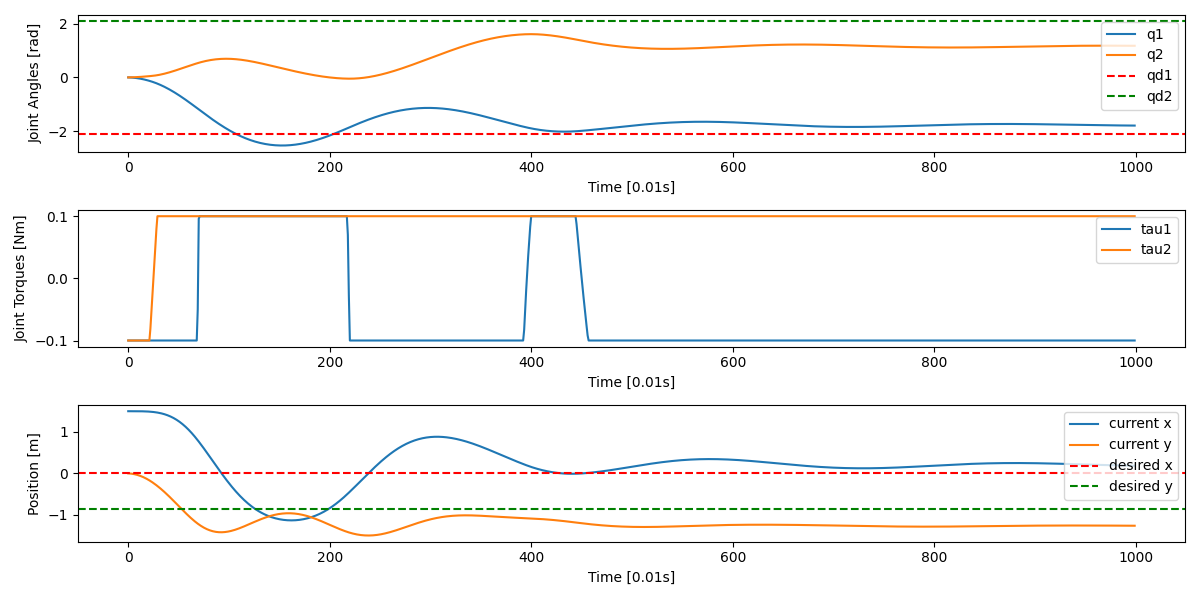 Joint Angles [rad]
2
0
−2
q1
q2
qd1
qd2
0 200 400 600 800 1000
Time [0.01s]
Joint Torques [Nm]
0.1
0.0
−0.1
tau1
tau2
0 200 400 600 800 1000
Time [0.01s]
Position [m]
1
0
−1
current x
current y
desired x
desired y
0 200 400 600 800 1000
Time [0.01s]